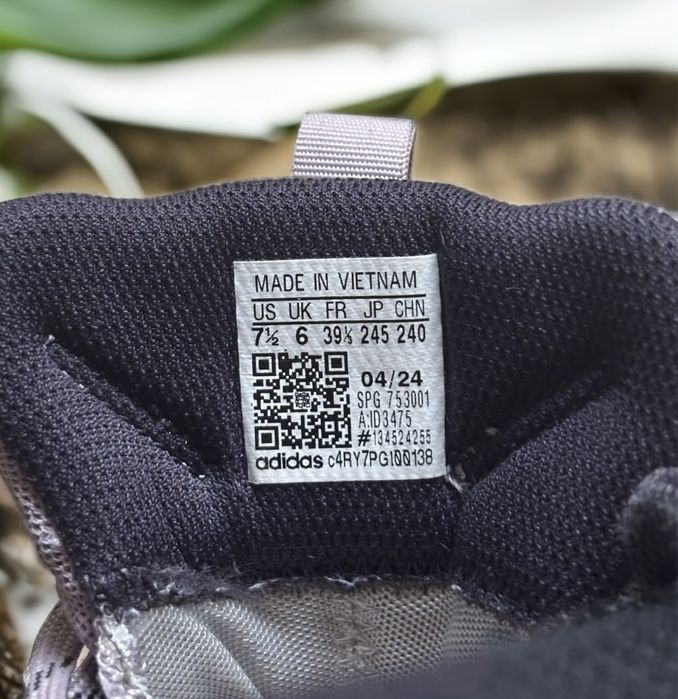 MADE IN VIETNAM
US UK FR JP CHN
7½ 6 39⅓ 245 240
04/24
SPG 753001
A:ID3475
#134524255
adidas c4RY7PGI00138